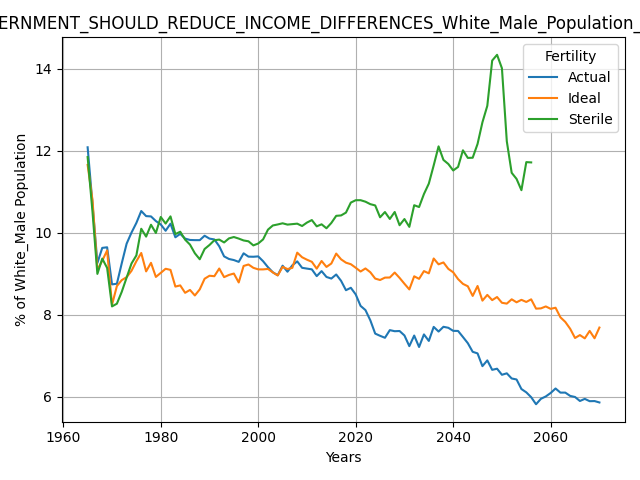 ERNMENT_SHOULD_REDUCE_INCOME_DIFFERENCES_White_Male_Population_
Fertility
Actual
Ideal
Sterile
% of White_Male Population
14
12
10
8
6
1960 1980 2000 2020 2040 2060
Years